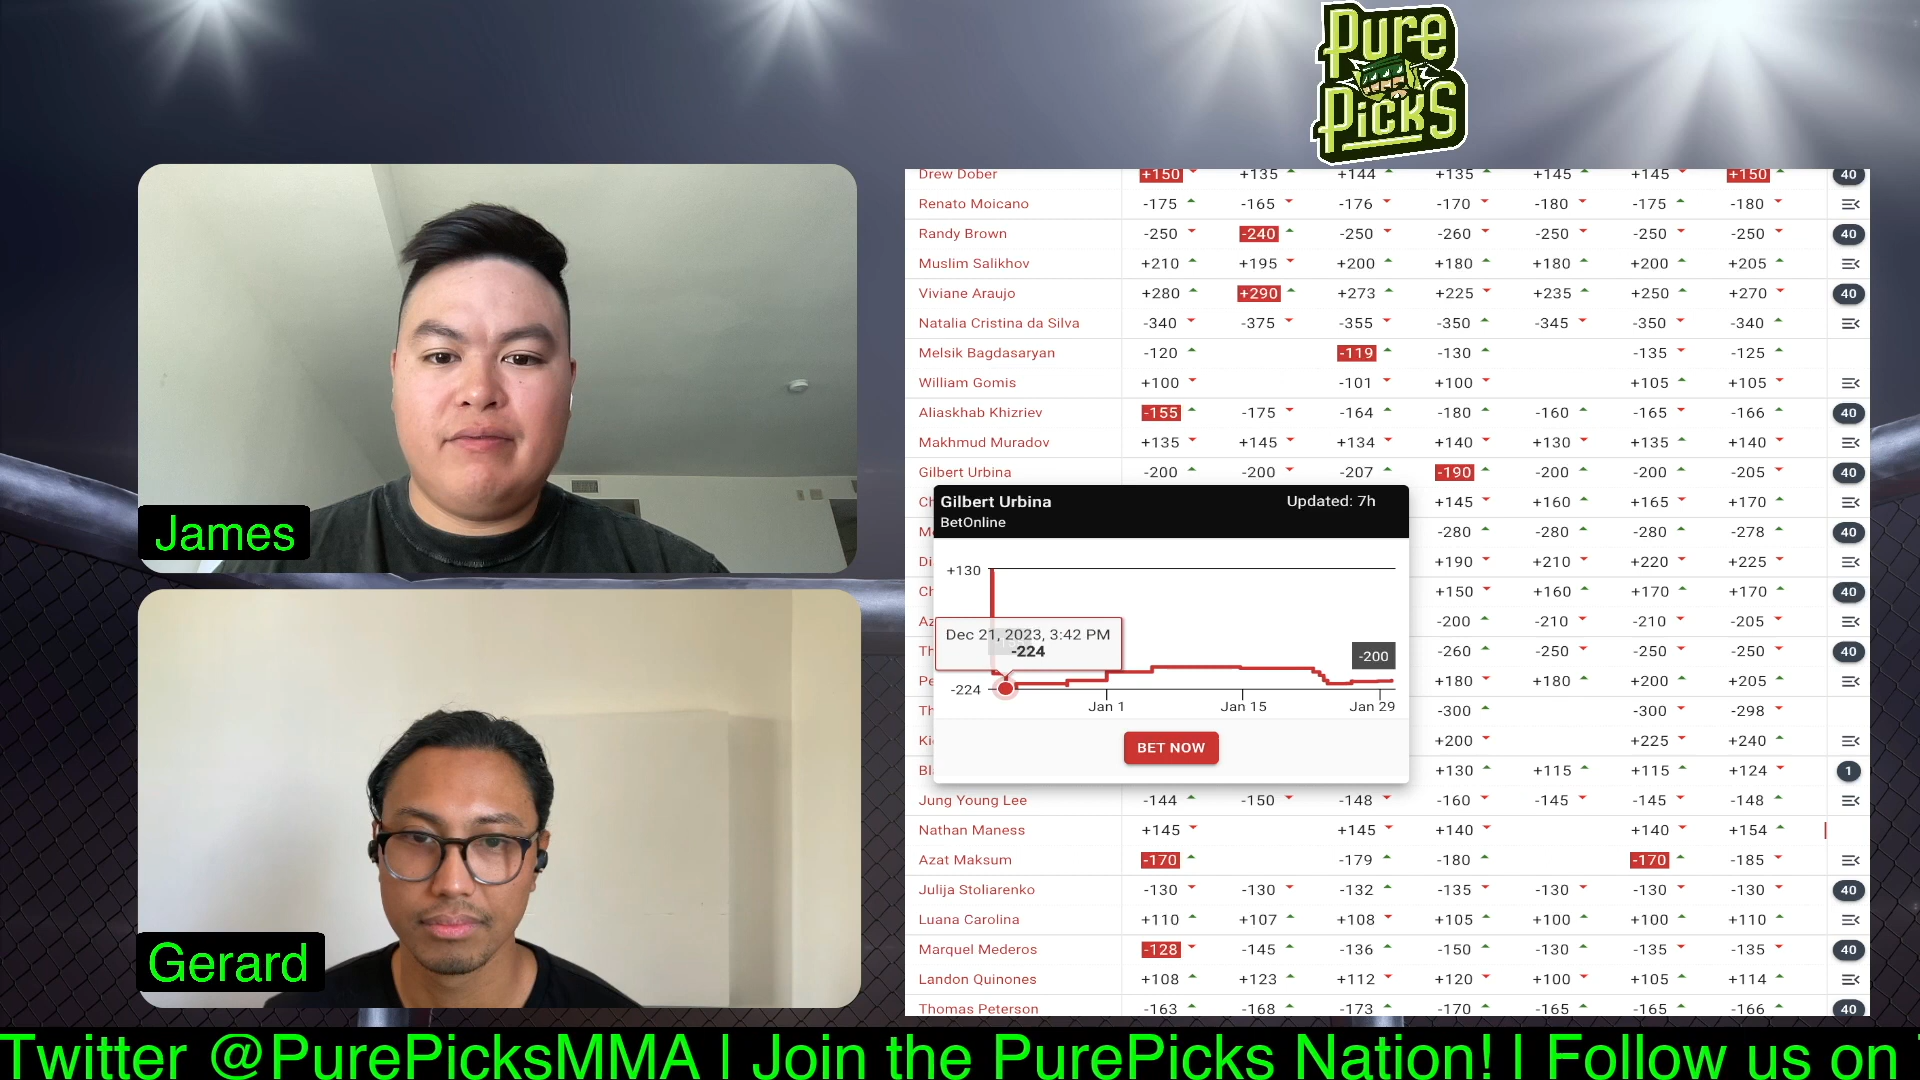 Pure
Picks
James
Gerard
Drew Dober +150 +135 +144 +135 +145 +145 +150 40
Renato Moicano -175 -165 -176 -170 -180 -175 -180
Randy Brown -250 -240 -250 -260 -250 -250 -250 40
Muslim Salikhov +210 +195 +200 +180 +180 +200 +205
Viviane Araujo +280 +290 +273 +225 +235 +250 +270 40
Natalia Cristina da Silva -340 -375 -355 -350 -345 -350 -340
Melsik Bagdasaryan -120 -119 -130 -135 -125
William Gomis +100 -101 +100 +105 +105
Aliaskhab Khizriev -155 -175 -164 -180 -160 -165 -166 40
Makhmud Muradov +135 +145 +134 +140 +130 +135 +140
Gilbert Urbina -200 -200 -207 -190 -200 -200 -205 40
Ch +145 +160 +165 +170
M -280 -280 -280 -278 40
Di +190 +210 +220 +225
Ch +150 +160 +170 +170 40
Az -200 -210 -210 -205
Th -260 -250 -250 -250 40
Pe +180 +180 +200 +205
Th -300 -300 -298
Ki +200 +225 +240
Bl +130 +115 +115 +124 1
Gilbert Urbina Updated: 7h
BetOnline
+130
Dec 21, 2023, 3:42 PM
-224
-200
-224
Jan 1 Jan 15 Jan 29
BET NOW
Jung Young Lee -144 -150 -148 -160 -145 -145 -148
Nathan Maness +145 +145 +140 +140 +154
Azat Maksum -170 -179 -180 -170 -185
Julija Stoliarenko -130 -130 -132 -135 -130 -130 -130 40
Luana Carolina +110 +107 +108 +105 +100 +100 +110
Marquel Mederos -128 -145 -136 -150 -130 -135 -135 40
Landon Quinones +108 +123 +112 +120 +100 +105 +114
Thomas Peterson -163 -168 -173 -170 -165 -165 -166 40
Twitter @PurePicksMMA | Join the PurePicks Nation! | Follow us on